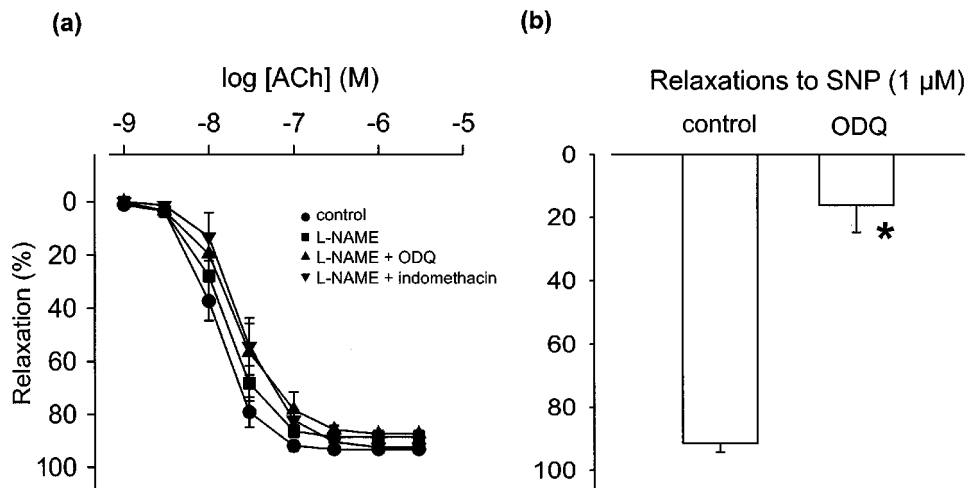 (a)
log [ACh] (M)
-9 -8 -7 -6 -5
0
20
40
60
80
100
Relaxation (%)
control
L-NAME
L-NAME + ODQ
L-NAME + indomethacin
(b)
Relaxations to SNP (1 µM)
control ODQ
0
20
40
60
80
100
*